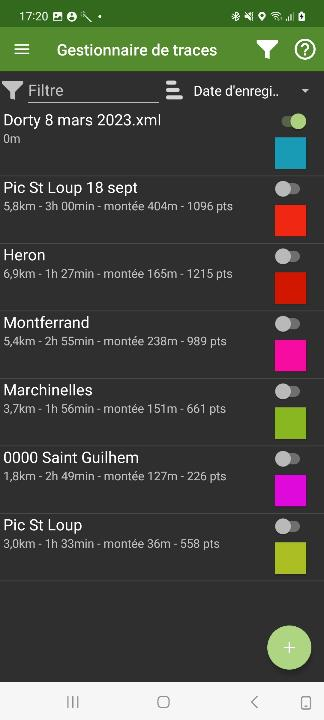 17:20
Gestionnaire de traces
Filtre
Date d'enregi..
Dorty 8 mars 2023.xml
0m
Pic St Loup 18 sept
5,8km - 3h 00min - montée 404m - 1096 pts
Heron
6,9km - 1h 27min - montée 165m - 1215 pts
Montferrand
5,4km - 2h 55min - montée 238m - 989 pts
Marchinelles
3,7km - 1h 56min - montée 151m - 661 pts
0000 Saint Guilhem
1,8km - 2h 49min - montée 127m - 226 pts
Pic St Loup
3,0km - 1h 33min - montée 36m - 558 pts